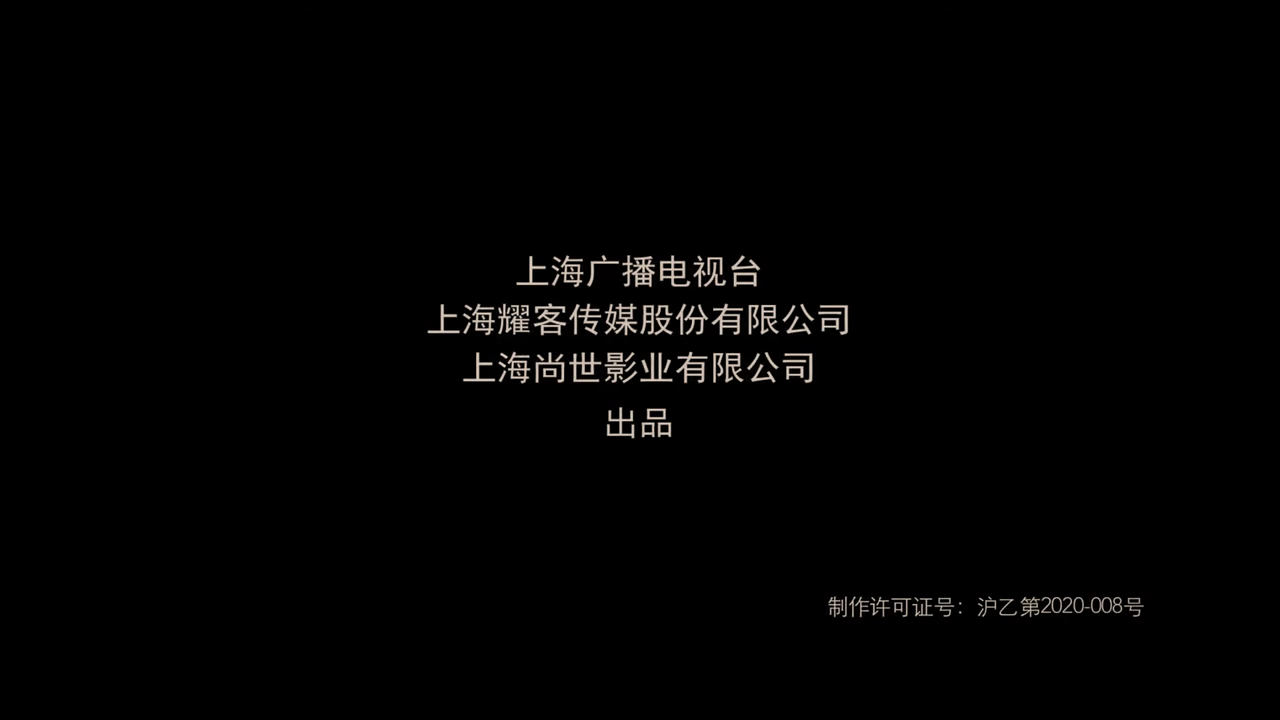 上海广播电视台
上海耀客传媒股份有限公司
上海尚世影业有限公司
出品
制作许可证号：沪乙第2020-008号